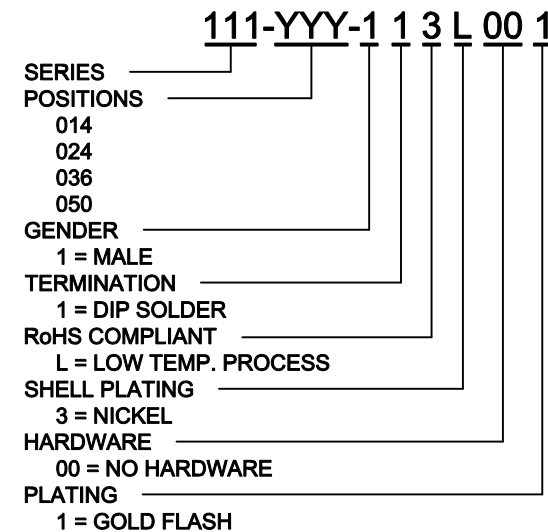 111-YYY-1 1 3 L 00 1
SERIES
POSITIONS
014
024
036
050
GENDER
1 = MALE
TERMINATION
1 = DIP SOLDER
RoHS COMPLIANT
L = LOW TEMP. PROCESS
SHELL PLATING
3 = NICKEL
HARDWARE
00 = NO HARDWARE
PLATING
1 = GOLD FLASH